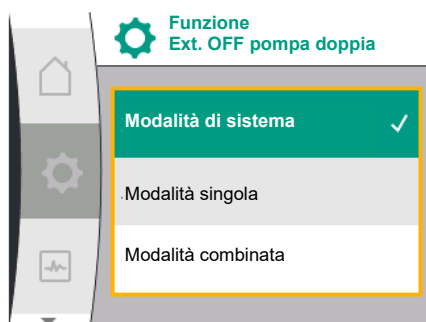 Funzione
Ext. OFF pompa doppia
Modalità di sistema
Modalità singola
Modalità combinata